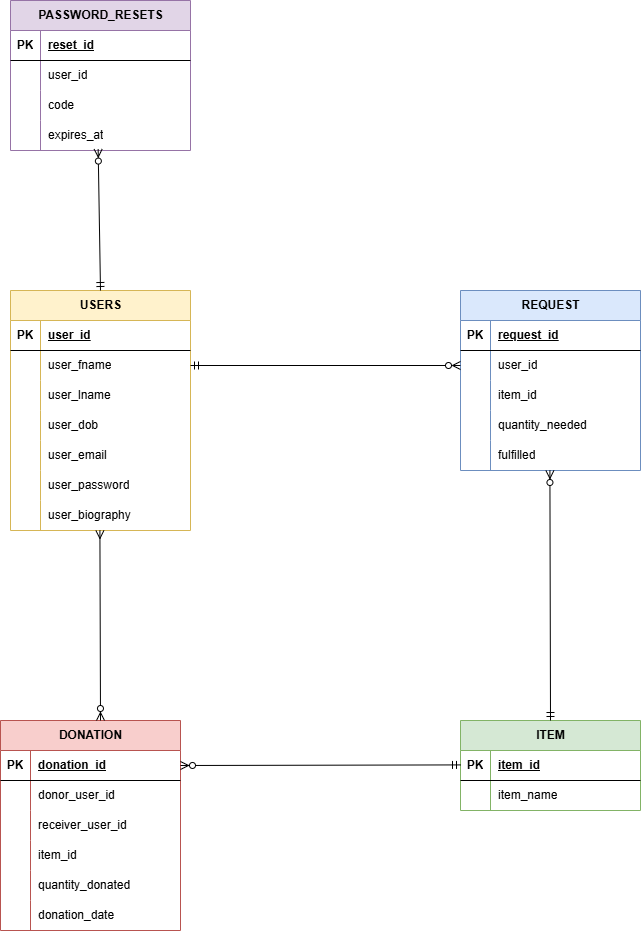 PASSWORD_RESETS
PK reset_id
user_id
code
expires_at
USERS
PK user_id
user_fname
user_lname
user_dob
user_email
user_password
user_biography
REQUEST
PK request_id
user_id
item_id
quantity_needed
fulfilled
DONATION
PK donation_id
donor_user_id
receiver_user_id
item_id
quantity_donated
donation_date
ITEM
PK item_id
item_name